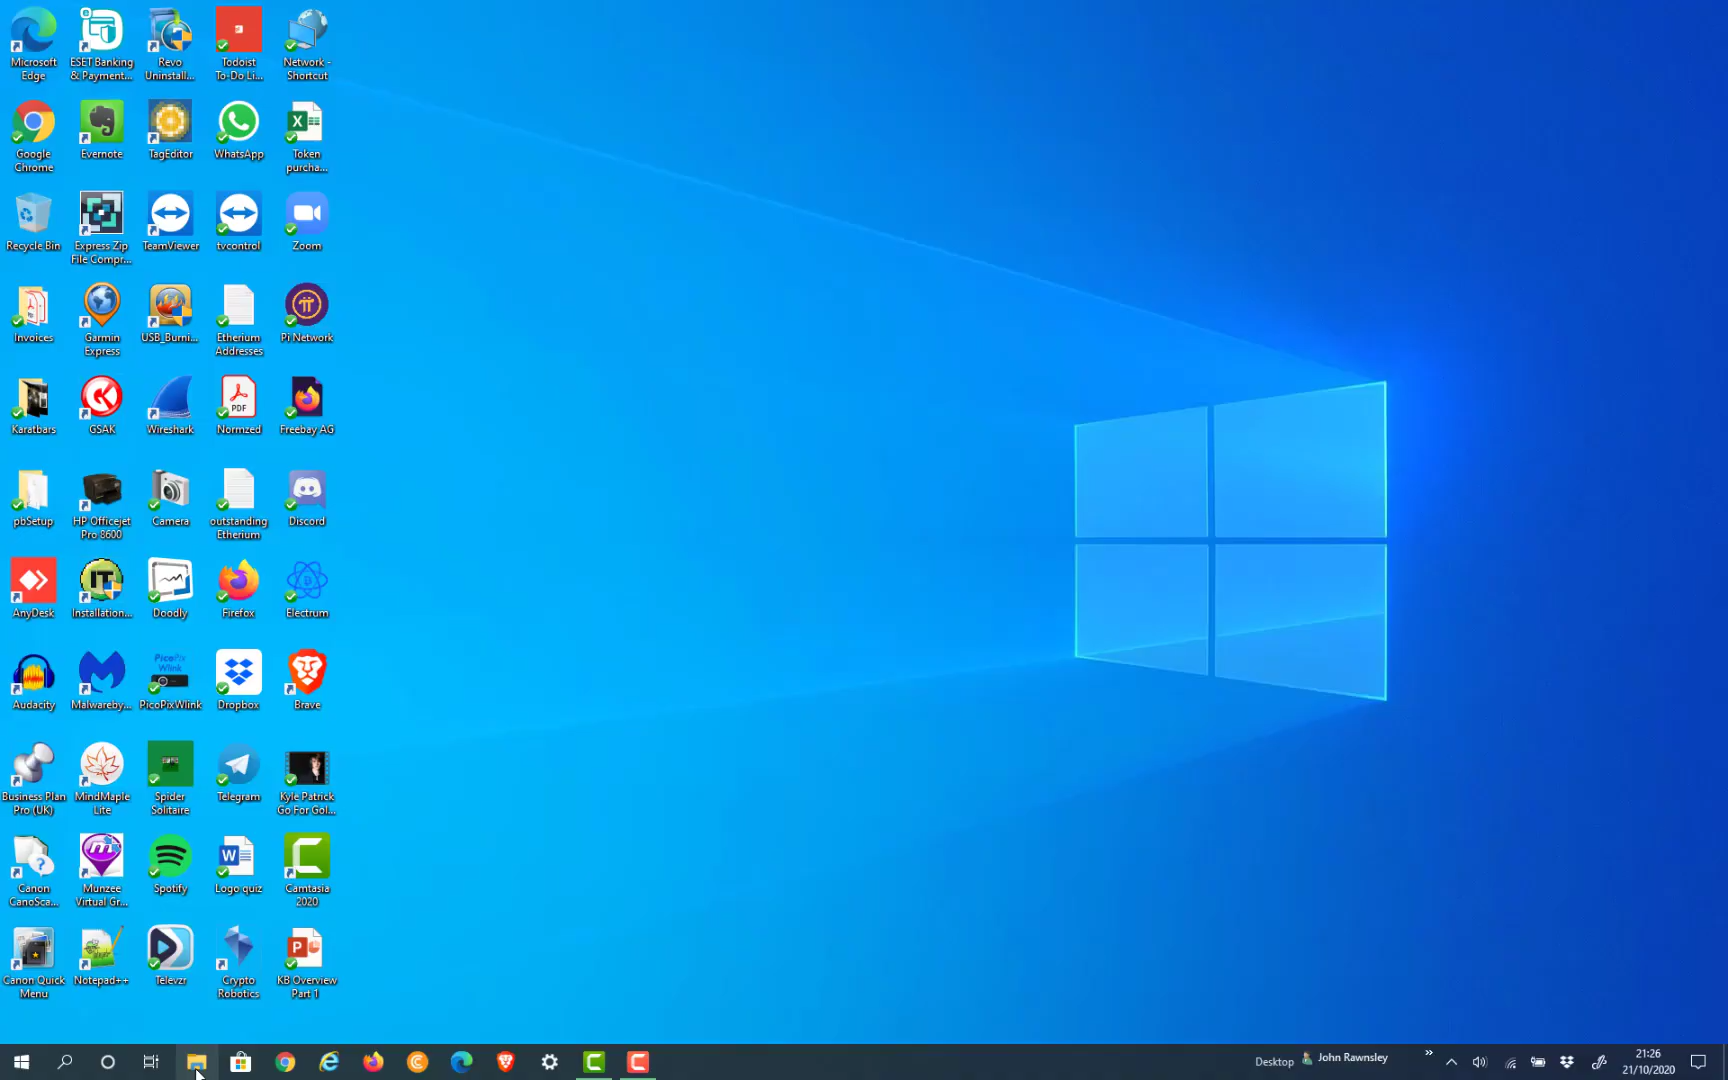 Microsoft
Edge
ESET Banking
& Payment...
Revo
Uninstall...
Todoist
To-Do Li...
Network -
Shortcut
Google
Chrome
Evernote
TagEditor
WhatsApp
Token
purcha...
Recycle Bin
Express Zip
File Compr...
TeamViewer
tvcontrol
Zoom
Invoices
Garmin
Express
USB_Burni...
Etherium
Addresses
Pi Network
Karatbars
GSAK
Wireshark
PDF
Normzed
Freebay AG
pbSetup
HP Officejet
Pro 8600
Camera
outstanding
Etherium
Discord
AnyDesk
IT
Installation...
Doodly
Firefox
Electrum
Audacity
Malwareby...
PicoPix
Wlink
PicoPixWlink
Dropbox
Brave
Business Plan
Pro (UK)
MindMaple
Lite
Spider
Solitaire
Telegram
Kyle Patrick
Go For Gol...
Canon
CanoSca...
Munzee
Virtual Gr...
Spotify
Logo quiz
Camtasia
2020
Canon Quick
Menu
Notepad++
Televzr
Crypto
Robotics
KB Overview
Part 1
Desktop
John Rawnsley
21:26
21/10/2020